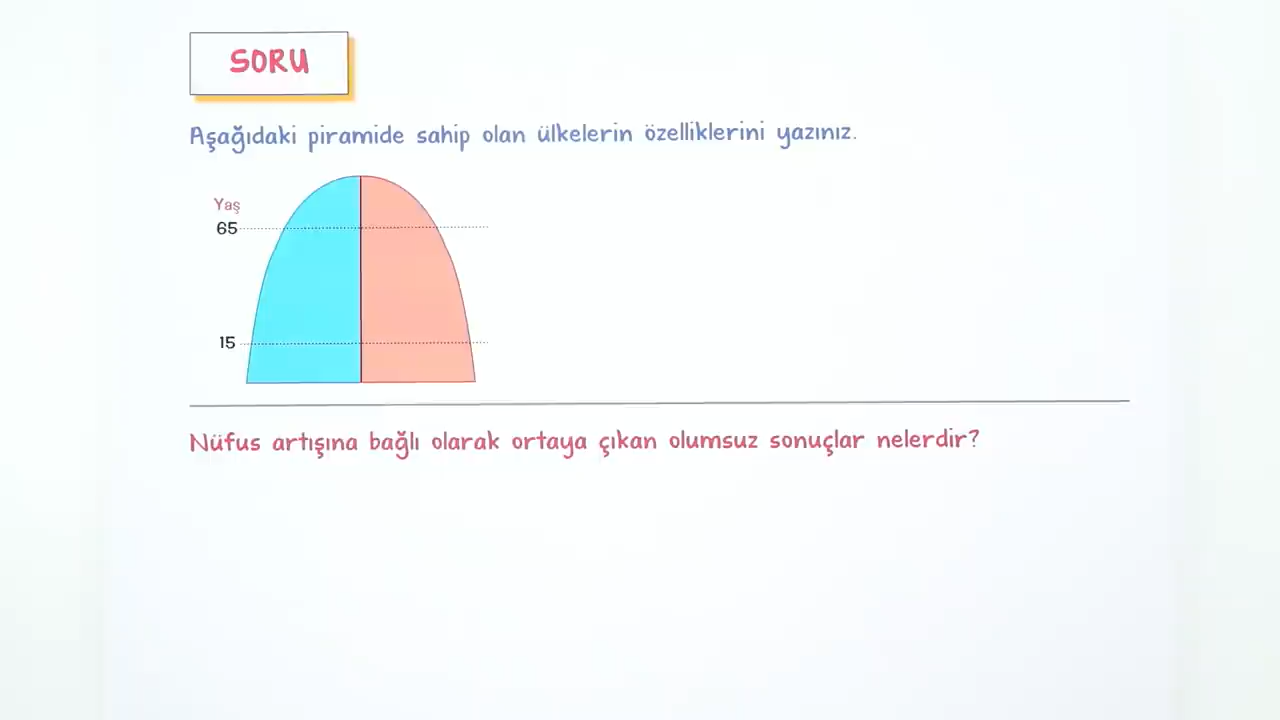 SORU
Aşağıdaki piramide sahip olan ülkelerin özelliklerini yazınız.
Yaş
65
15
Nüfus artışına bağlı olarak ortaya çıkan olumsuz sonuçlar nelerdir?